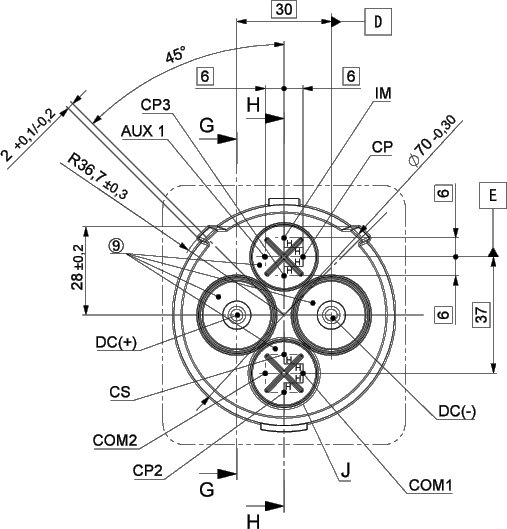 30
D
45°
6
6
H
IM
CP3
G
AUX 1
CP
2 +0,1/-0,2
R36,7±0,3
∅70-0,30
6
E
28±0,2
9
H
H
H
H
6
37
DC(+)
H
H
H
H
CS
DC(-)
COM2
CP2
J
COM1
G
H